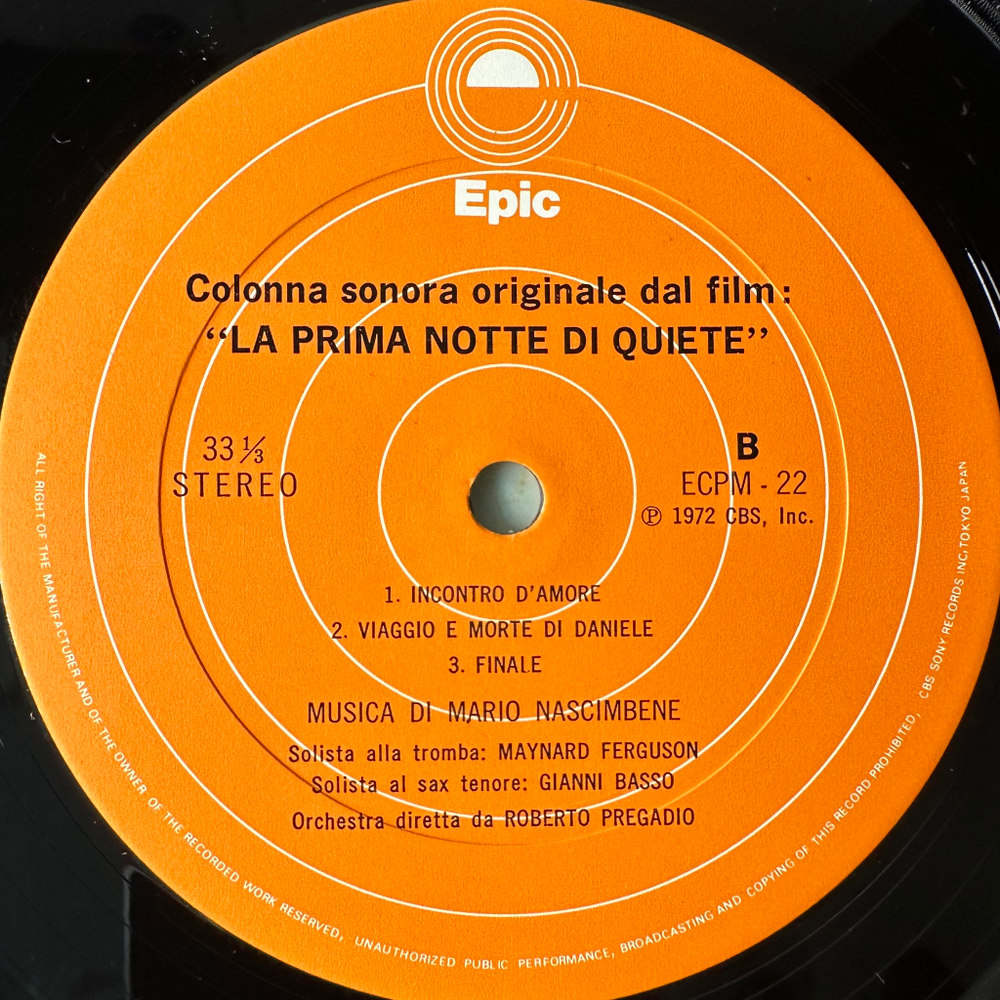 Epic
Colonna sonora originale dal film:
“LA PRIMA NOTTE DI QUIETE”
33 ⅓
STEREO
B
ECPM - 22
Ⓟ 1972 CBS, Inc.
1. INCONTRO D'AMORE
2. VIAGGIO E MORTE DI DANIELE
3. FINALE
MUSICA DI MARIO NASCIMBENE
Solista alla tromba: MAYNARD FERGUSON
Solista al sax tenore: GIANNI BASSO
Orchestra diretta da ROBERTO PREGADIO
ALL RIGHT OF THE MANUFACTURER AND OF THE OWNER OF THE RECORDED WORK RESERVED, UNAUTHORIZED PUBLIC PERFORMANCE, BROADCASTING AND COPYING OF THIS RECORD PROHIBITED, CBS SONY RECORDS INC, TOKYO JAPAN